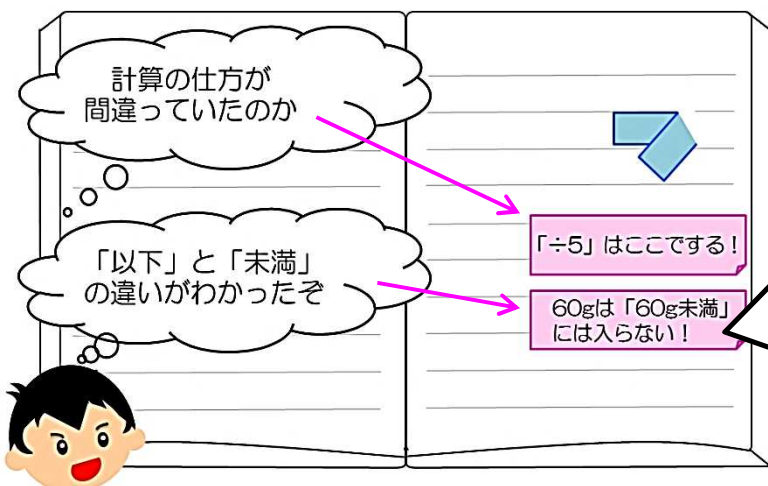 計算の仕方が
間違っていたのか
「÷5」はここでする！
「以下」と「未満」
の違いがわかったぞ
60gは「60g未満」
には入らない！